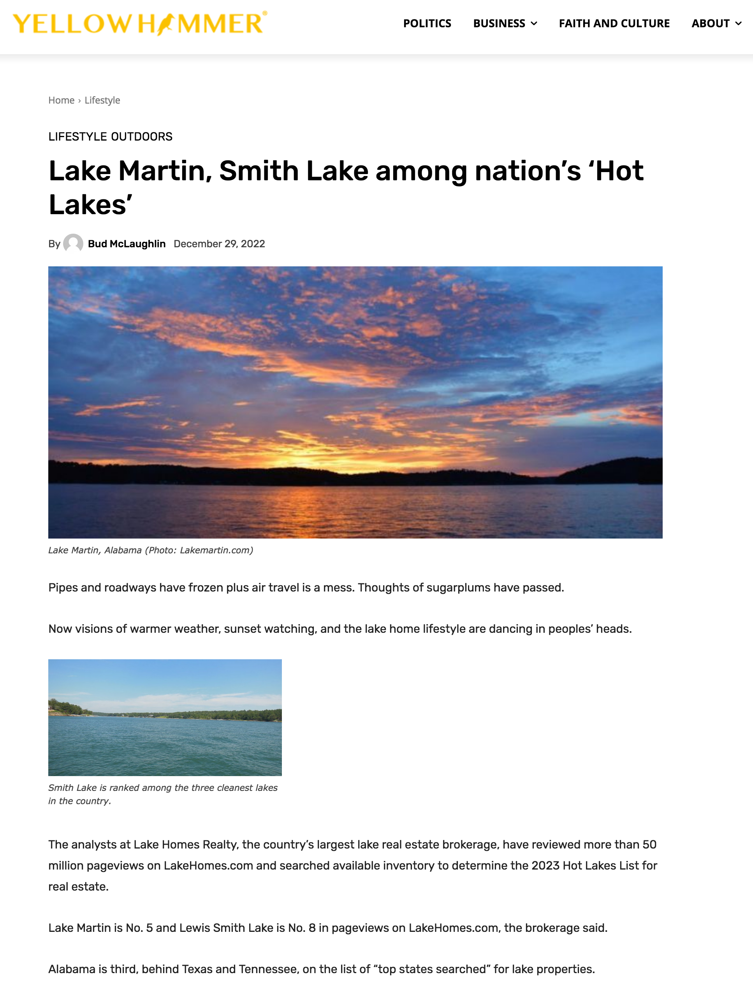 YELLOWHAMMER®
POLITICS BUSINESS FAITH AND CULTURE ABOUT
Home › Lifestyle
LIFESTYLE OUTDOORS
Lake Martin, Smith Lake among nation’s ‘Hot
Lakes’
By Bud McLaughlin December 29, 2022
Lake Martin, Alabama (Photo: Lakemartin.com)
Pipes and roadways have frozen plus air travel is a mess. Thoughts of sugarplums have passed.
Now visions of warmer weather, sunset watching, and the lake home lifestyle are dancing in peoples’ heads.
Smith Lake is ranked among the three cleanest lakes
in the country.
The analysts at Lake Homes Realty, the country’s largest lake real estate brokerage, have reviewed more than 50
million pageviews on LakeHomes.com and searched available inventory to determine the 2023 Hot Lakes List for
real estate.
Lake Martin is No. 5 and Lewis Smith Lake is No. 8 in pageviews on LakeHomes.com, the brokerage said.
Alabama is third, behind Texas and Tennessee, on the list of “top states searched” for lake properties.